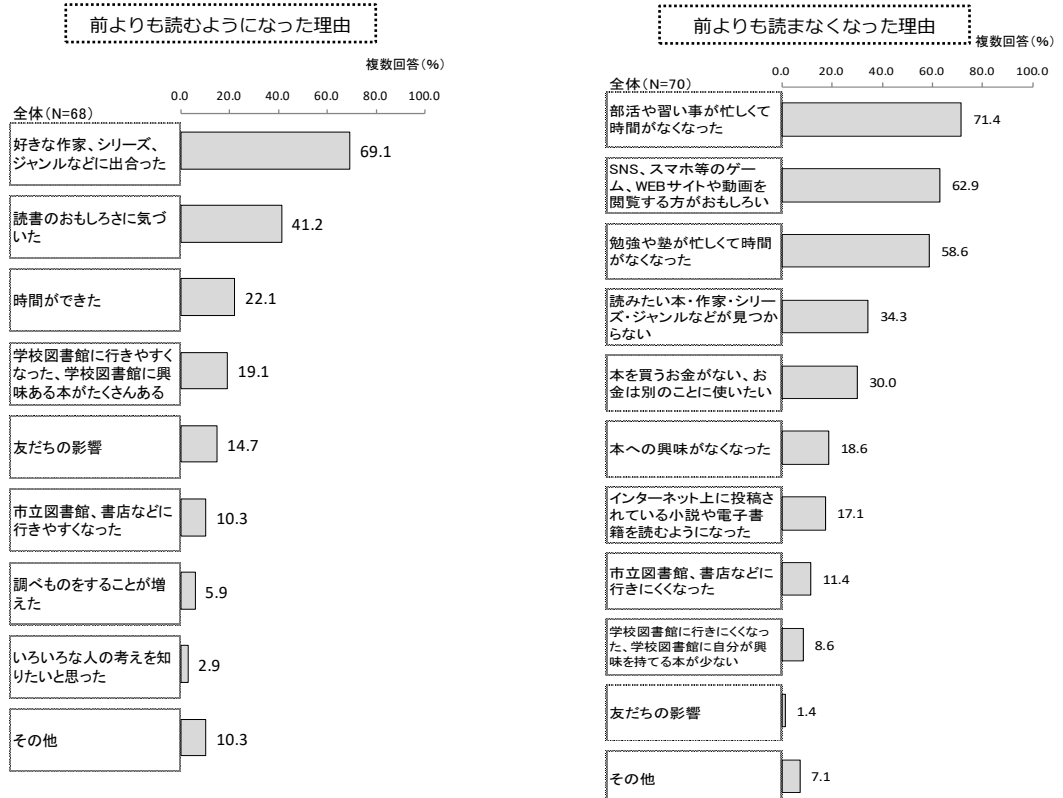 前よりも読むようになった理由
複数回答(%)
0.0 20.0 40.0 60.0 80.0 100.0
全体(N=68)
好きな作家、シリーズ、
ジャンルなどに出合った
69.1
読書のおもしろさに気づ
いた
41.2
時間ができた
22.1
学校図書館に行きやすく
なった、学校図書館に興
味ある本がたくさんある
19.1
友だちの影響
14.7
市立図書館、書店などに
行きやすくなった
10.3
調べものをすることが増
えた
5.9
いろいろな人の考えを知
りたいと思った
2.9
その他
10.3
前よりも読まなくなった理由
複数回答(%)
0.0 20.0 40.0 60.0 80.0 100.0
全体(N=70)
部活や習い事が忙しくて
時間がなくなった
71.4
SNS、スマホ等のゲー
ム、WEBサイトや動画を
閲覧する方がおもしろい
62.9
勉強や塾が忙しくて時間
がなくなった
58.6
読みたい本・作家・シリー
ズ・ジャンルなどが見つか
らない
34.3
本を買うお金がない、お
金は別のことに使いたい
30.0
本への興味がなくなった
18.6
インターネット上に投稿さ
れている小説や電子書
籍を読むようになった
17.1
市立図書館、書店などに
行きにくくなった
11.4
学校図書館に行きにくくなっ
た、学校図書館に自分が興
味を持てる本が少ない
8.6
友だちの影響
1.4
その他
7.1